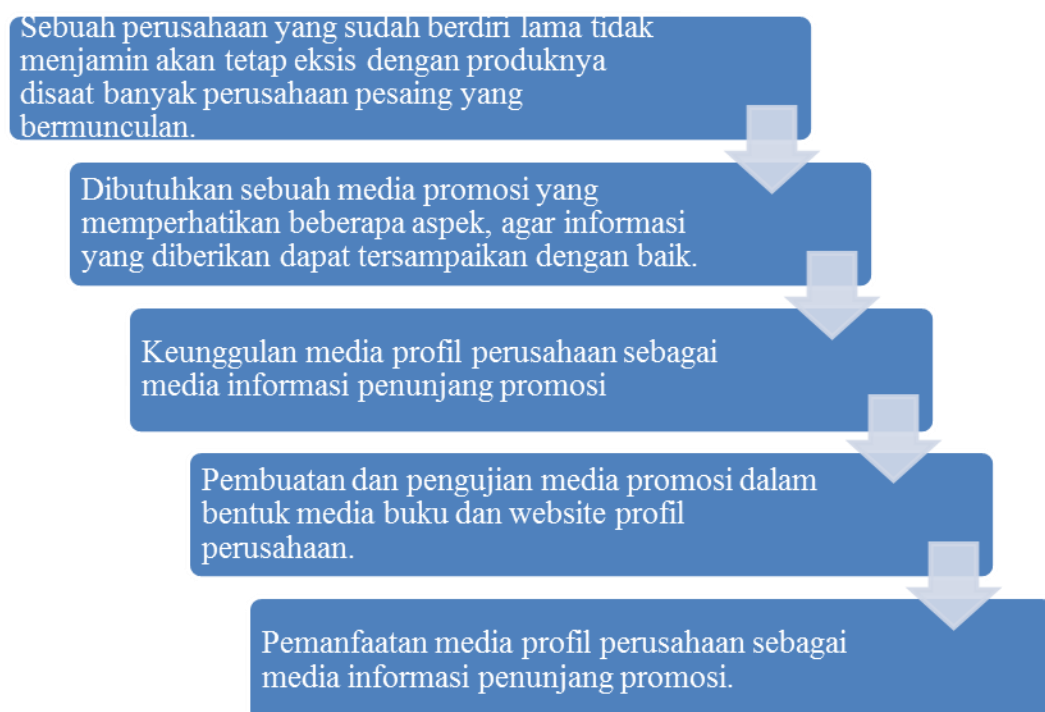 Sebuah perusahaan yang sudah berdiri lama tidak
menjamin akan tetap eksis dengan produknya
disaat banyak perusahaan pesaing yang
bermunculan.
Dibutuhkan sebuah media promosi yang
memperhatikan beberapa aspek, agar informasi
yang diberikan dapat tersampaikan dengan baik.
Keunggulan media profil perusahaan sebagai
media informasi penunjang promosi
Pembuatan dan pengujian media promosi dalam
bentuk media buku dan website profil
perusahaan.
Pemanfaatan media profil perusahaan sebagai
media informasi penunjang promosi.